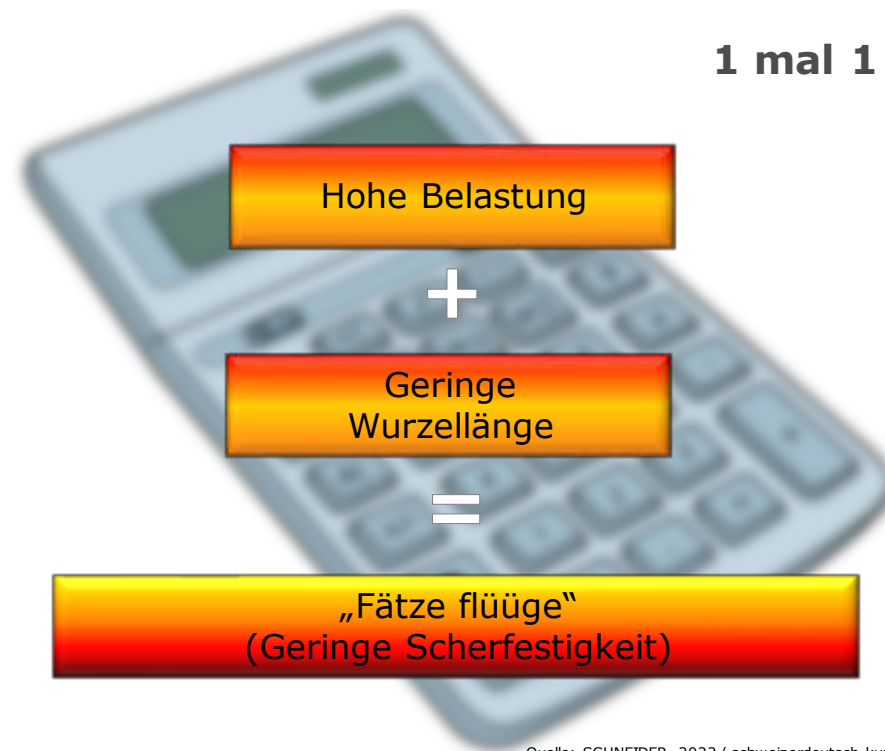 1 mal 1
Hohe Belastung
+
Geringe
Wurzellänge
=
„Fätze flüüge“
(Geringe Scherfestigkeit)